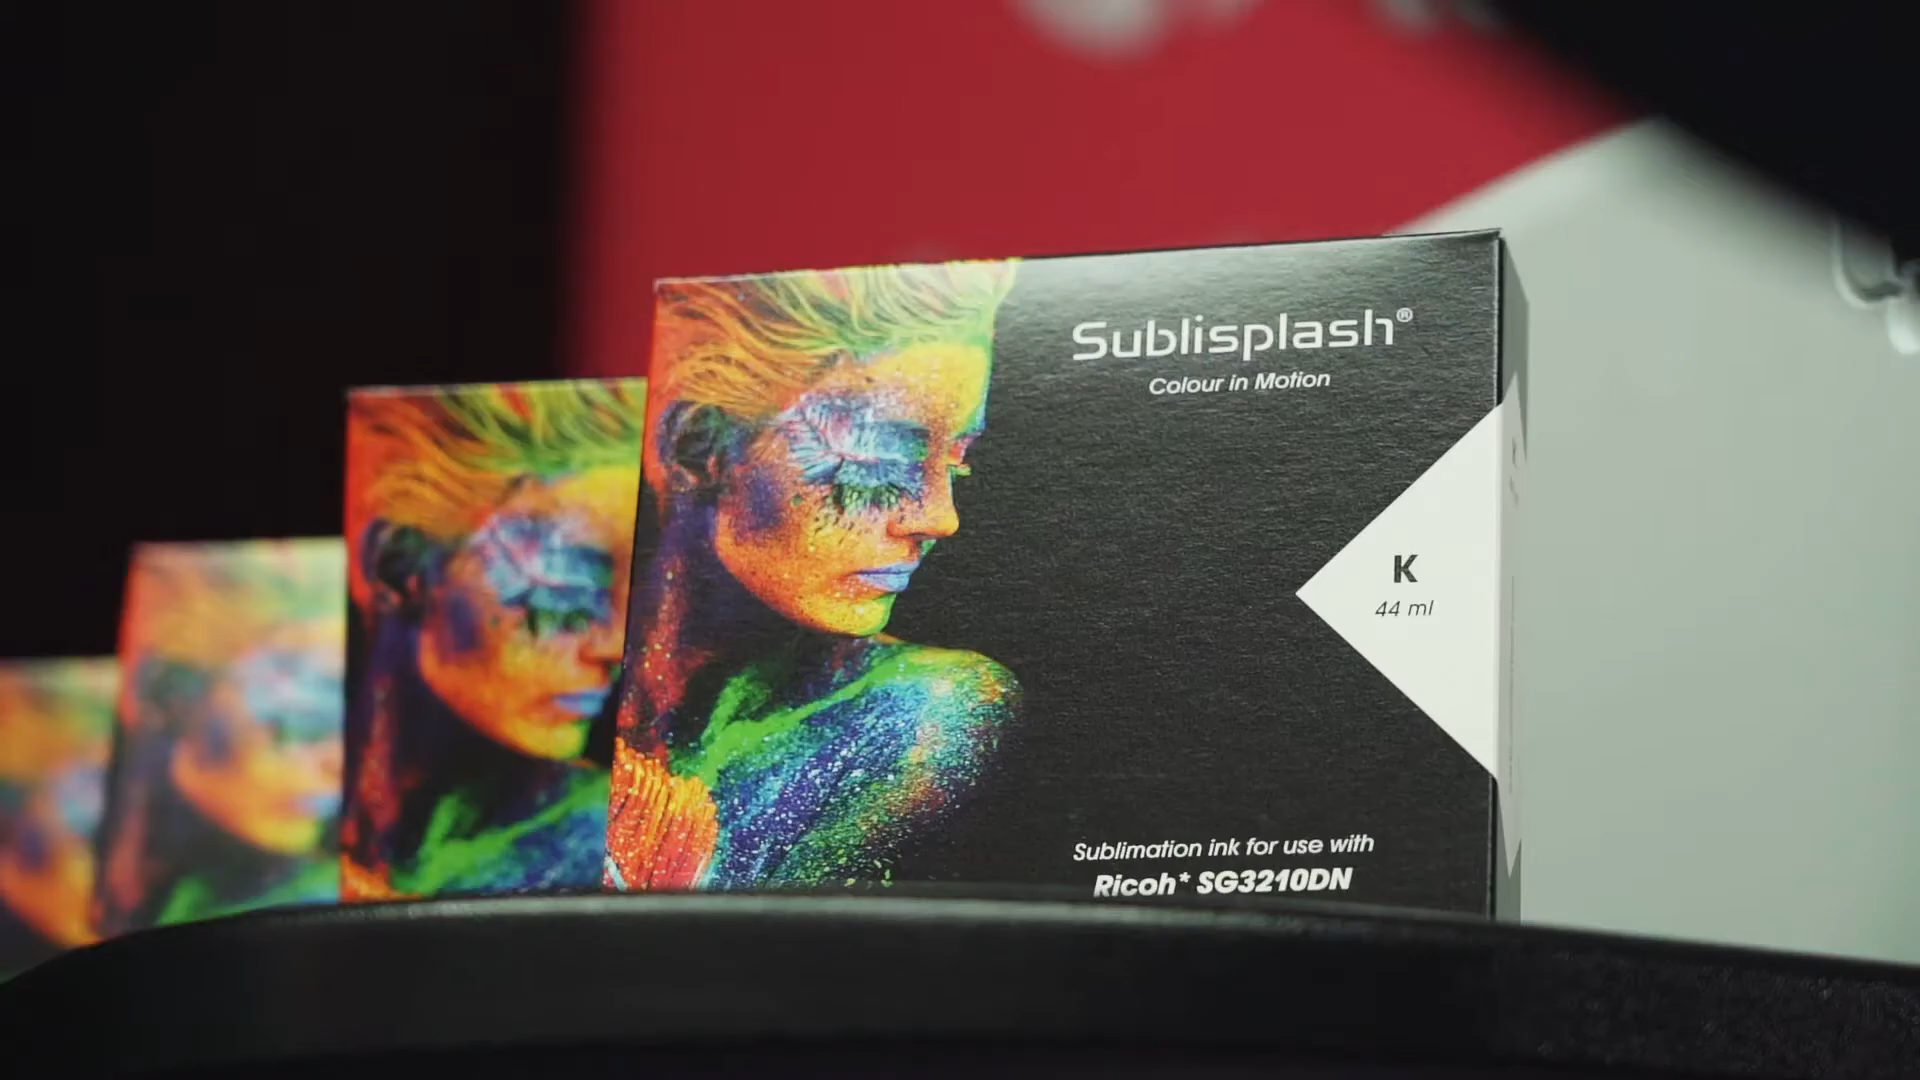 Sublisplash®
Colour in Motion
K
44 ml
Sublimation ink for use with
Ricoh* SG3210DN